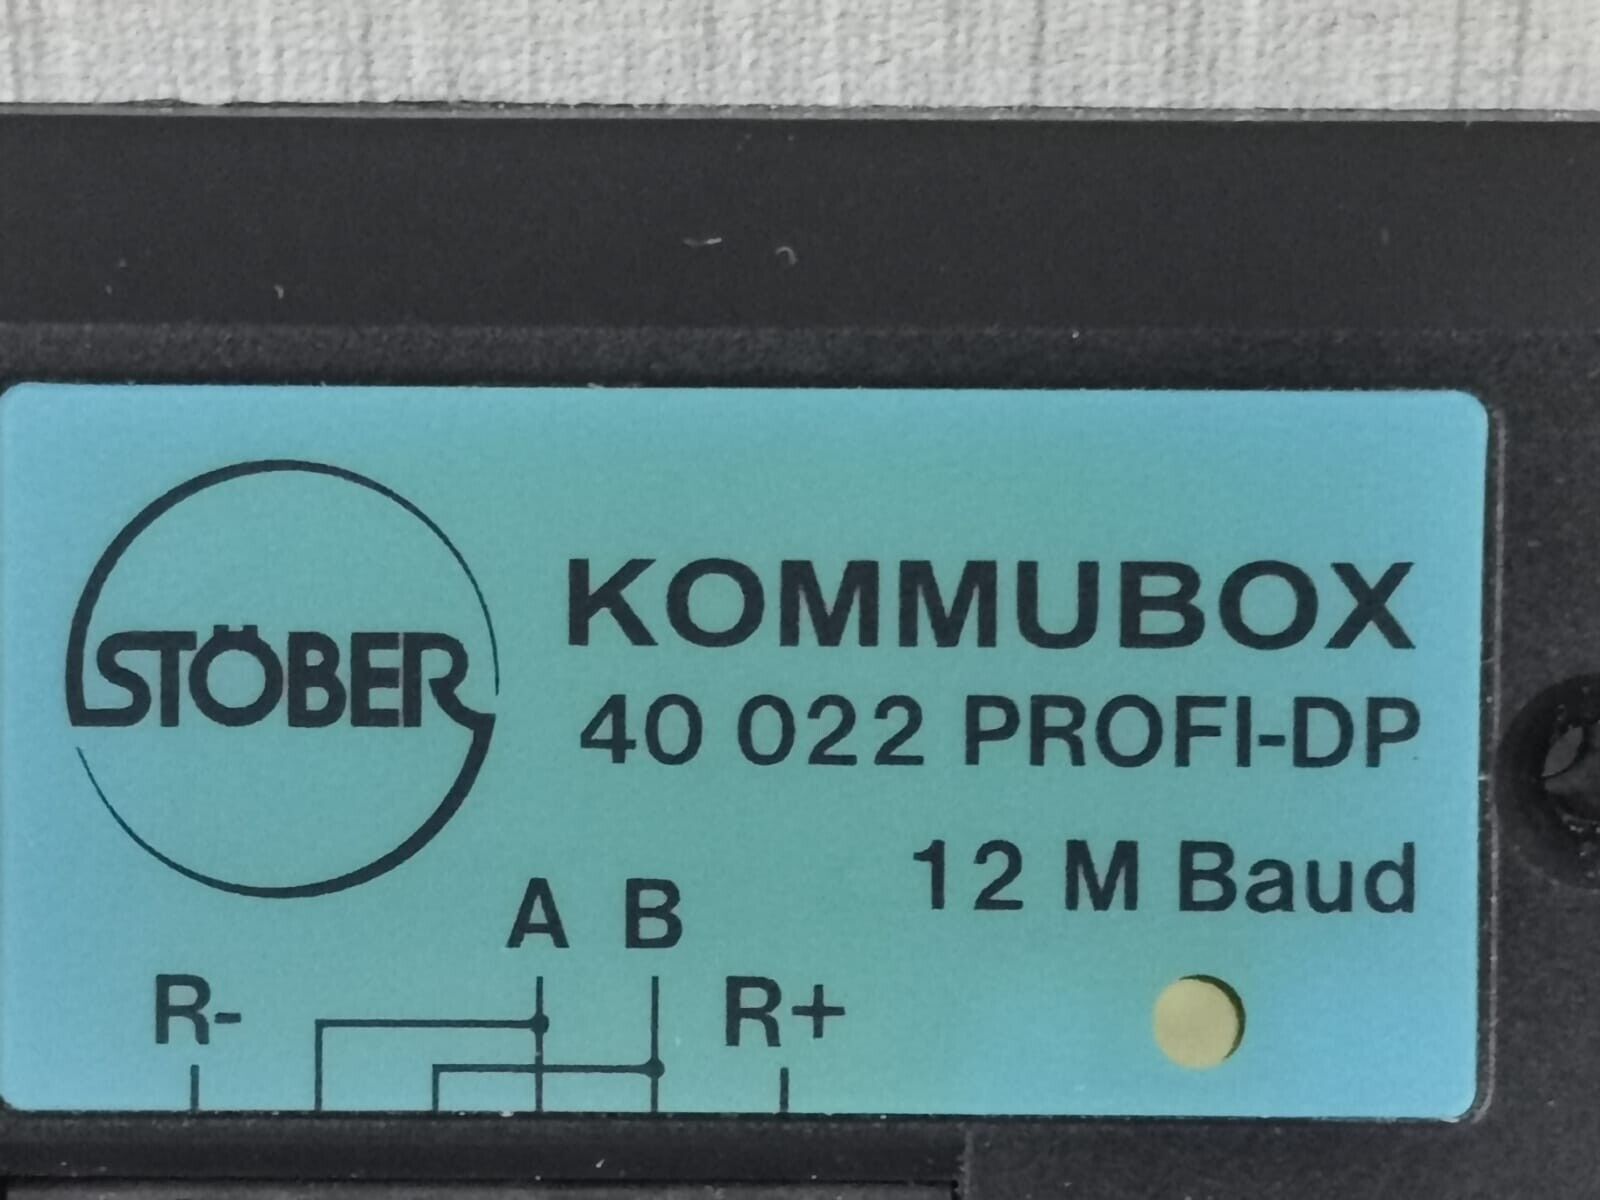 STÖBER
KOMMUBOX
40 022 PROFI-DP
12 M Baud
A B
R- R+